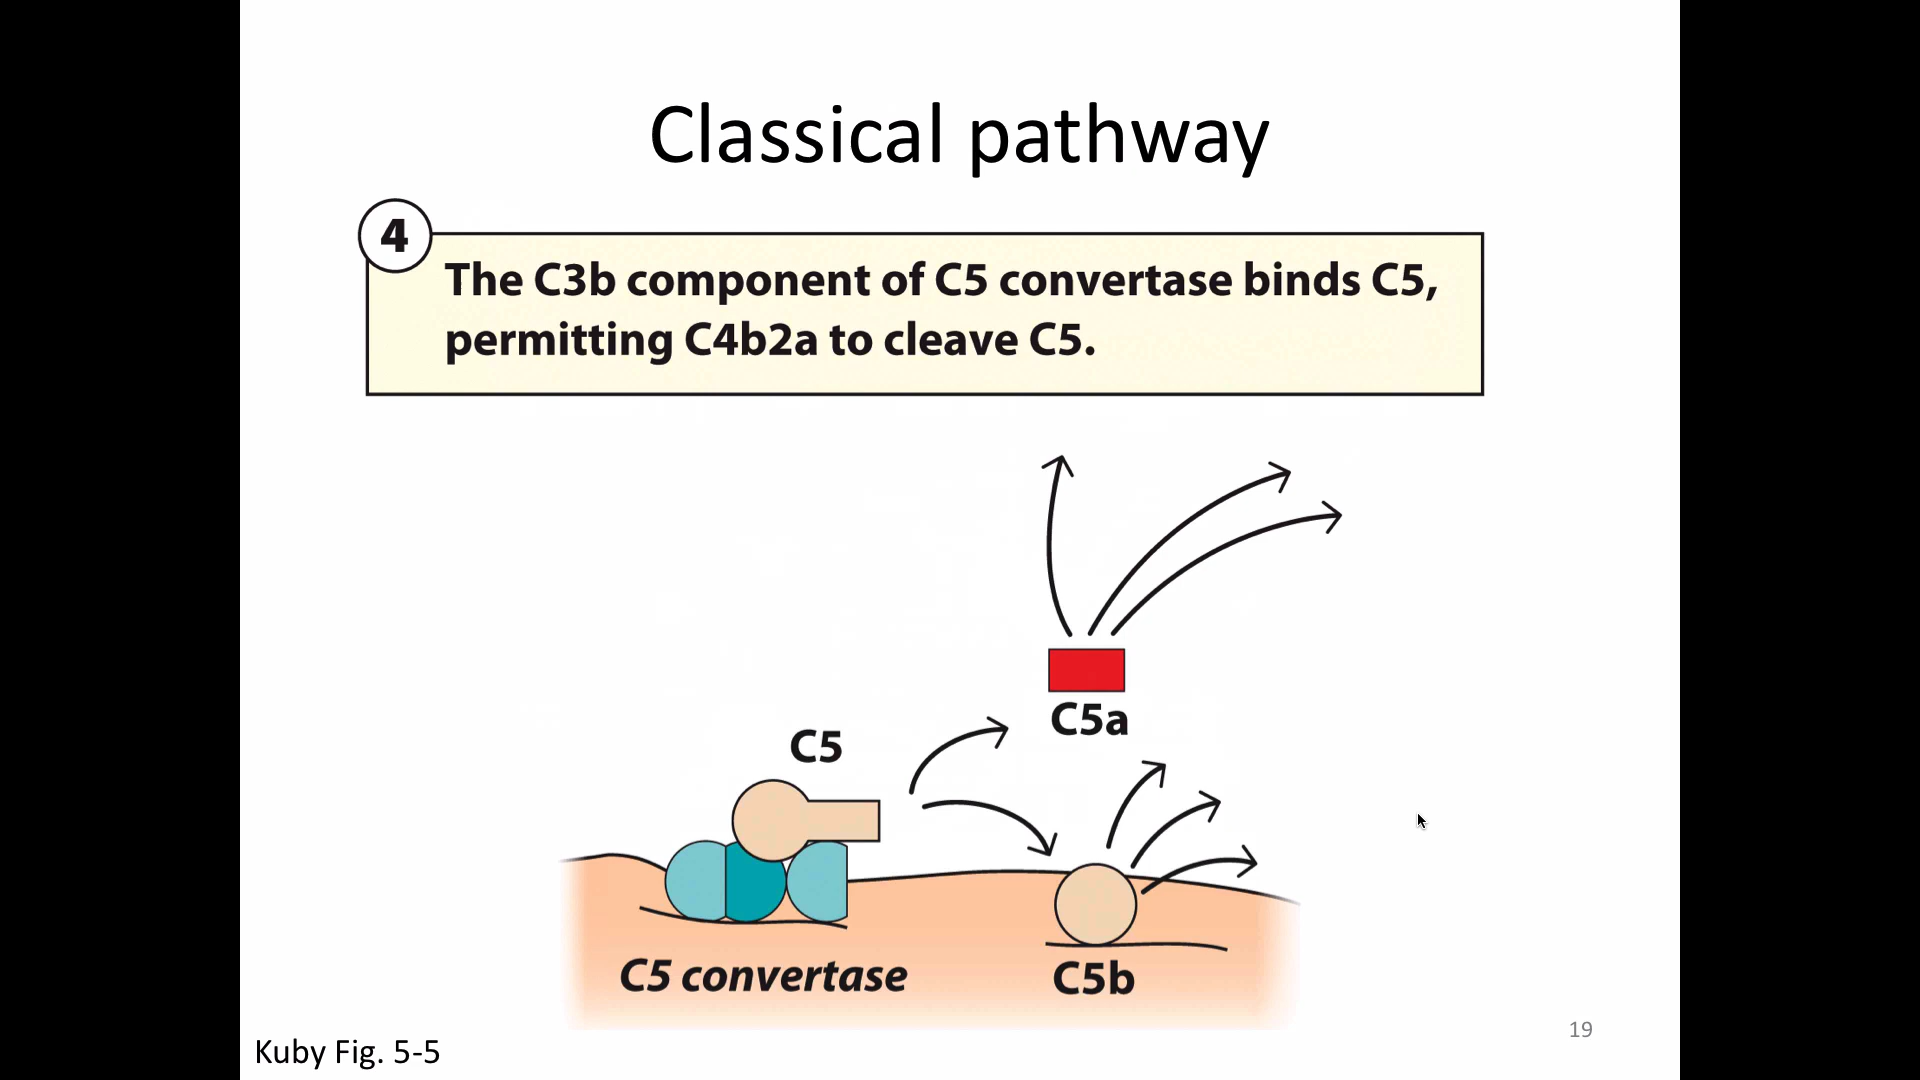 Classical pathway
4
The C3b component of C5 convertase binds C5,
permitting C4b2a to cleave C5.
C5a
C5
C5 convertase
C5b
19
Kuby Fig. 5-5